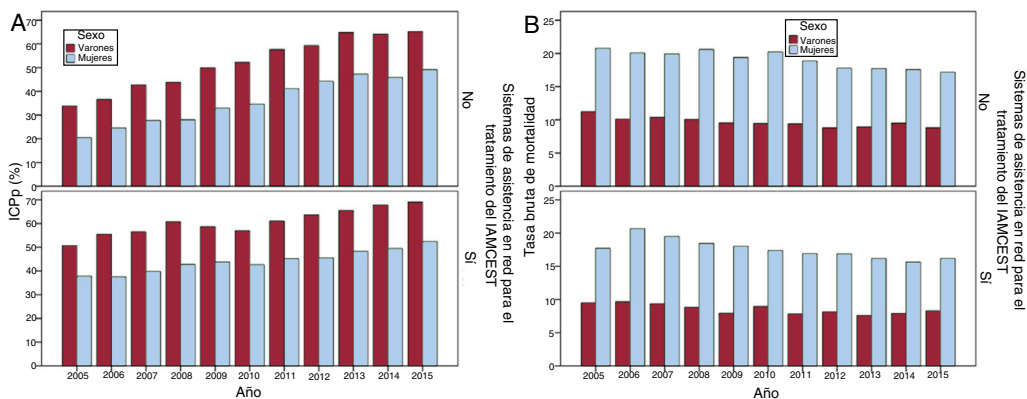 A
Sexo
Varones
Mujeres
ICPp (%)
70
60
50
40
30
20
10
0
No
70
60
50
40
30
20
10
0
Sí
2005 2006 2007 2008 2009 2010 2011 2012 2013 2014 2015
Año
Sistemas de asistencia en red para el
tratamiento del IAMCEST
B
Sexo
Varones
Mujeres
Tasa bruta de mortalidad
25
20
15
10
5
0
No
25
20
15
10
5
0
Sí
2005 2006 2007 2008 2009 2010 2011 2012 2013 2014 2015
Año
Sistemas de asistencia en red para el
tratamiento del IAMCEST